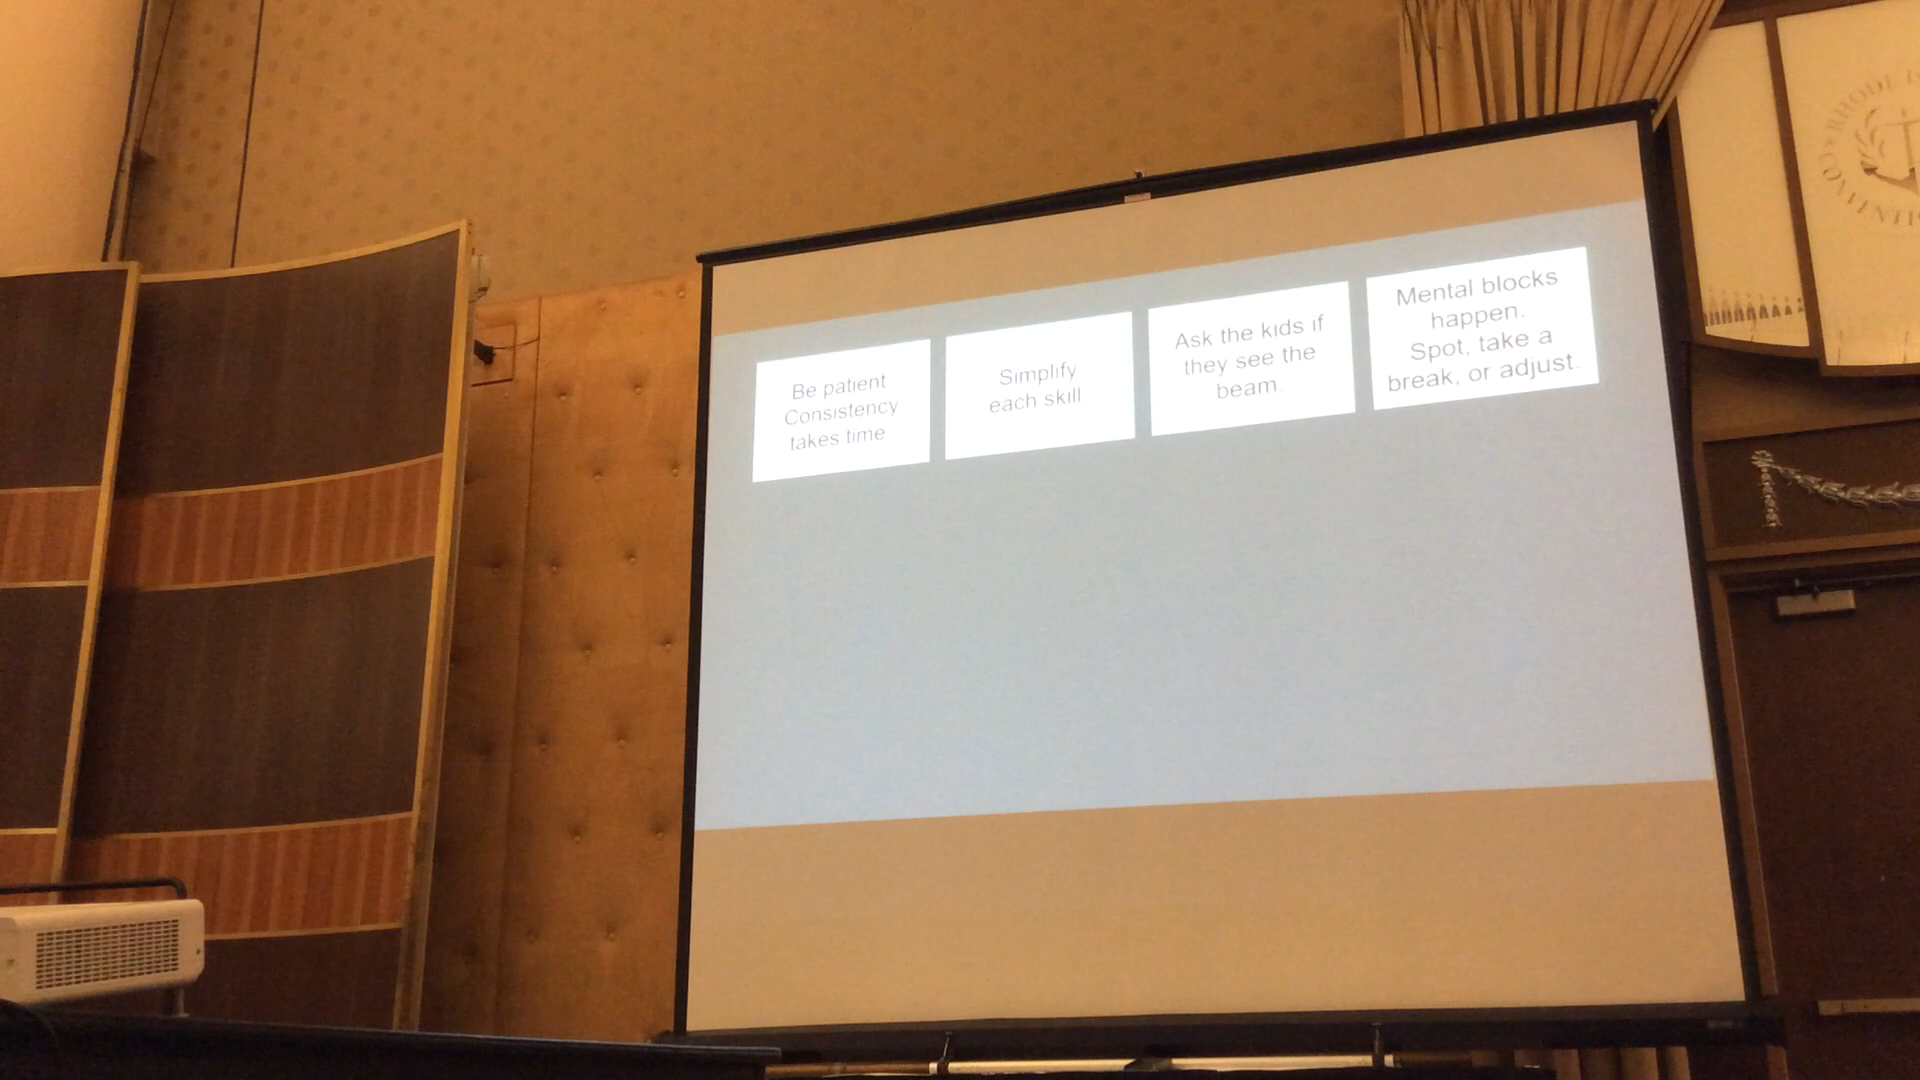 Be patient
Consistency
takes time
Simplify
each skill
Ask the kids if
they see the
beam.
Mental blocks
happen.
Spot, take a
break, or adjust.
RHODE